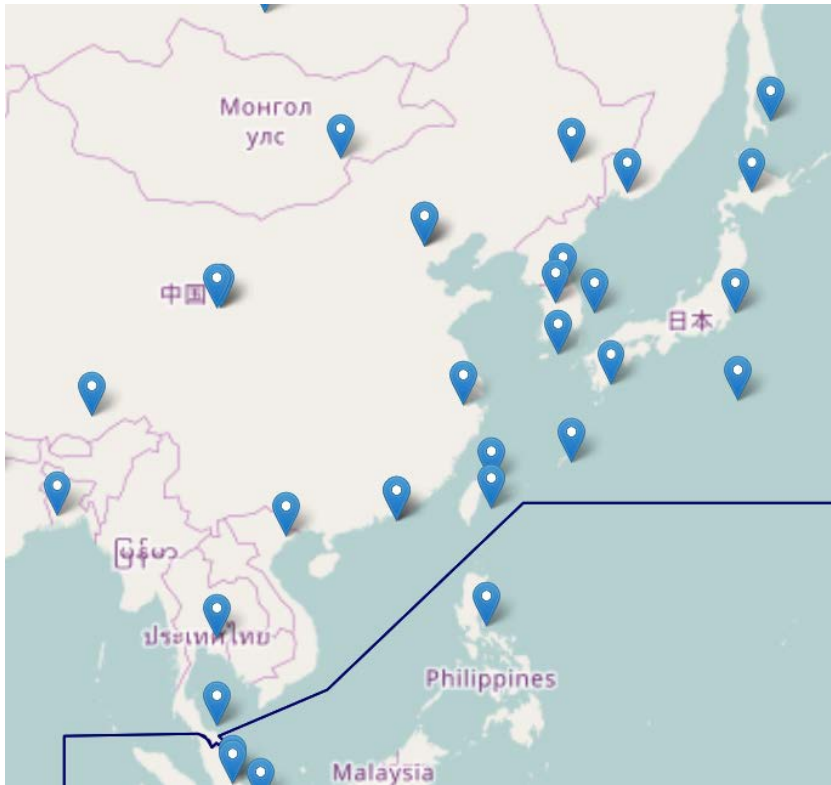 Монгол
улс
中国
日本
မြန်မာ
ประเทศไทย
Philippines
Malaysia